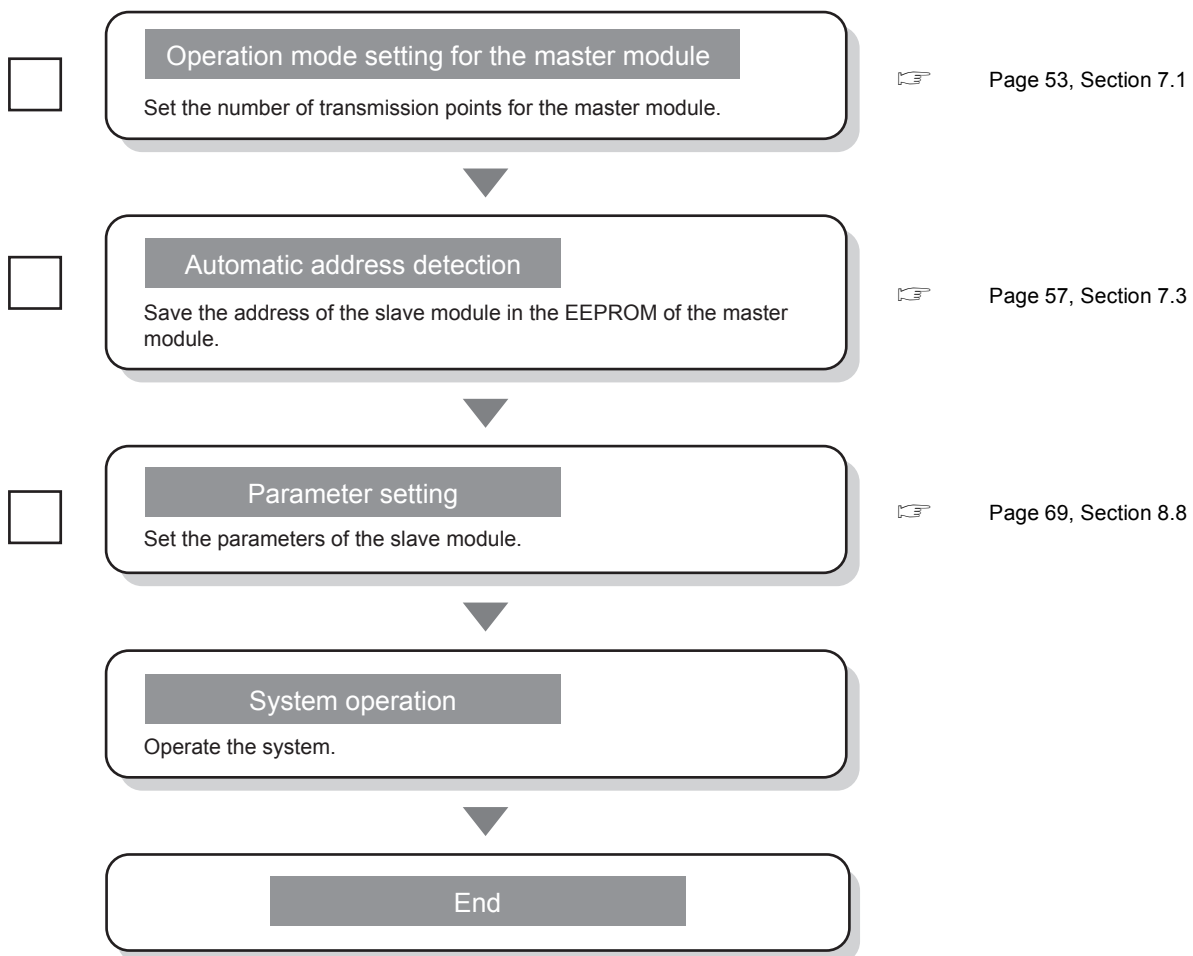 Operation mode setting for the master module
Set the number of transmission points for the master module.
Page 53, Section 7.1
Automatic address detection
Save the address of the slave module in the EEPROM of the master
module.
Page 57, Section 7.3
Parameter setting
Set the parameters of the slave module.
Page 69, Section 8.8
System operation
Operate the system.
End